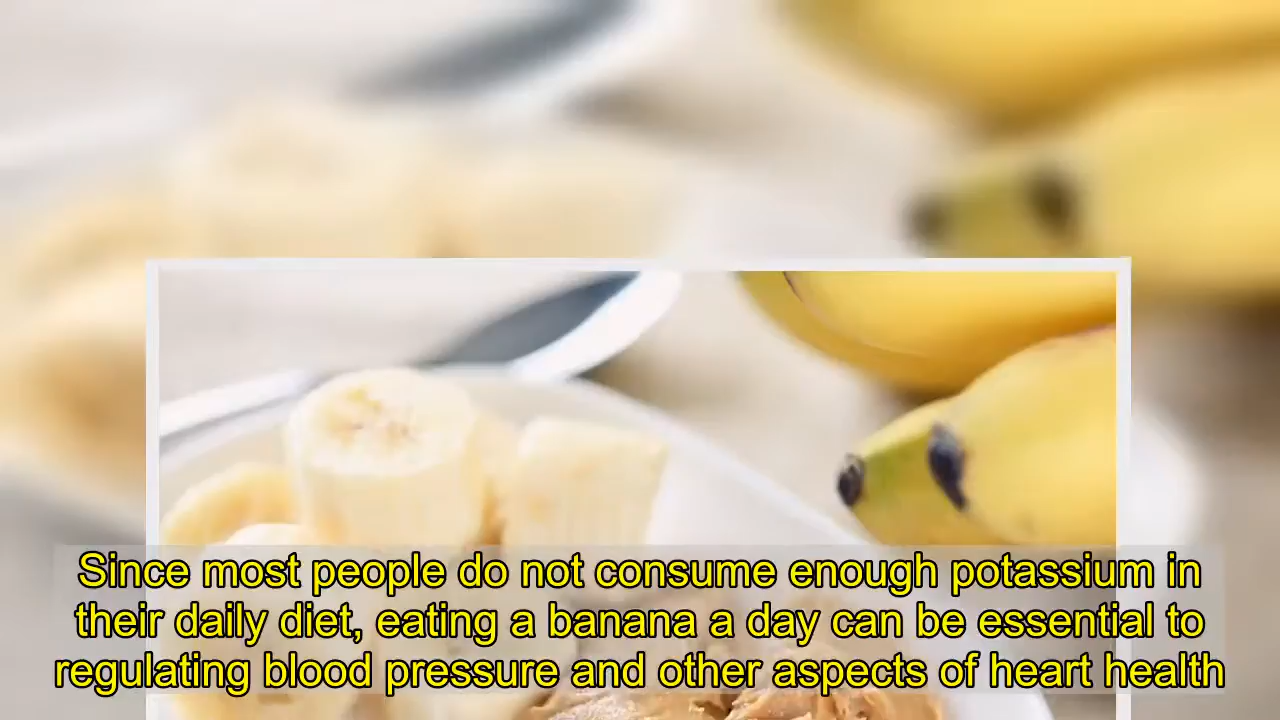 Since most people do not consume enough potassium in
their daily diet, eating a banana a day can be essential to
regulating blood pressure and other aspects of heart health